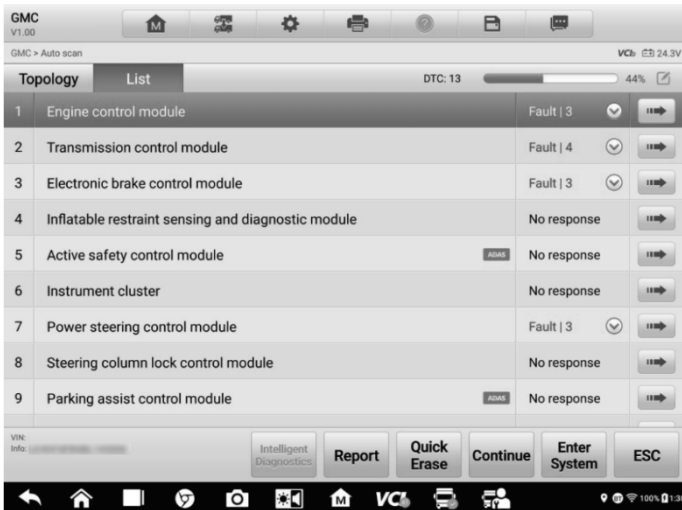 GMC
V1.00
M
?
GMC > Auto scan
VCI 24.3V
Topology List DTC: 13 44%
1 Engine control module Fault | 3
2 Transmission control module Fault | 4
3 Electronic brake control module Fault | 3
4 Inflatable restraint sensing and diagnostic module No response
5 Active safety control module ADAS No response
6 Instrument cluster No response
7 Power steering control module Fault | 3
8 Steering column lock control module No response
9 Parking assist control module ADAS No response
VIN:
Info:
Intelligent Diagnostics
Report
Quick Erase
Continue
Enter System
ESC
M VCI 100%